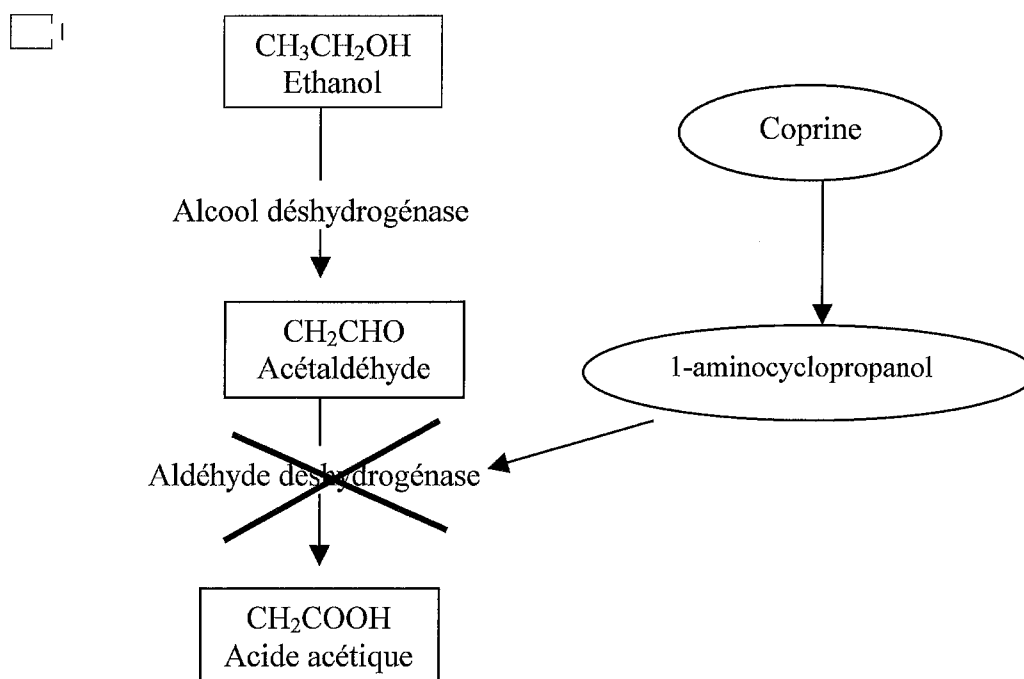 CH₃CH₂OH
Ethanol
Coprine
Alcool déshydrogénase
CH₂CHO
Acétaldéhyde
1-aminocyclopropanol
Aldéhyde déshydrogénase
CH₂COOH
Acide acétique